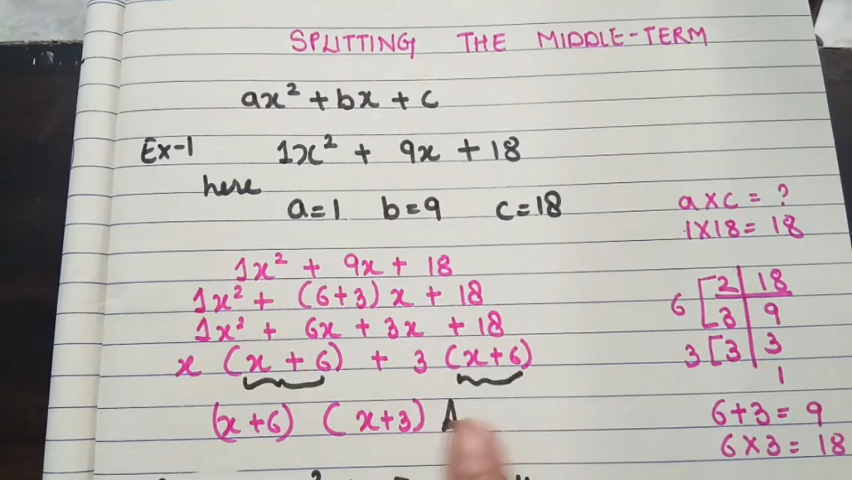 SPLITTING THE MIDDLE-TERM
ax² + bx + c
Ex-1 1x² + 9x + 18
here
a=1 b=9 c=18
1x² + 9x + 18
1x² + (6+3)x + 18
1x² + 6x + 3x + 18
x (x + 6) + 3 (x+6)
(x+6) (x+3) A
a×c = ?
1×18 = 18
6 2 18
3 9
3 3 3
1
6+3 = 9
6×3 = 18